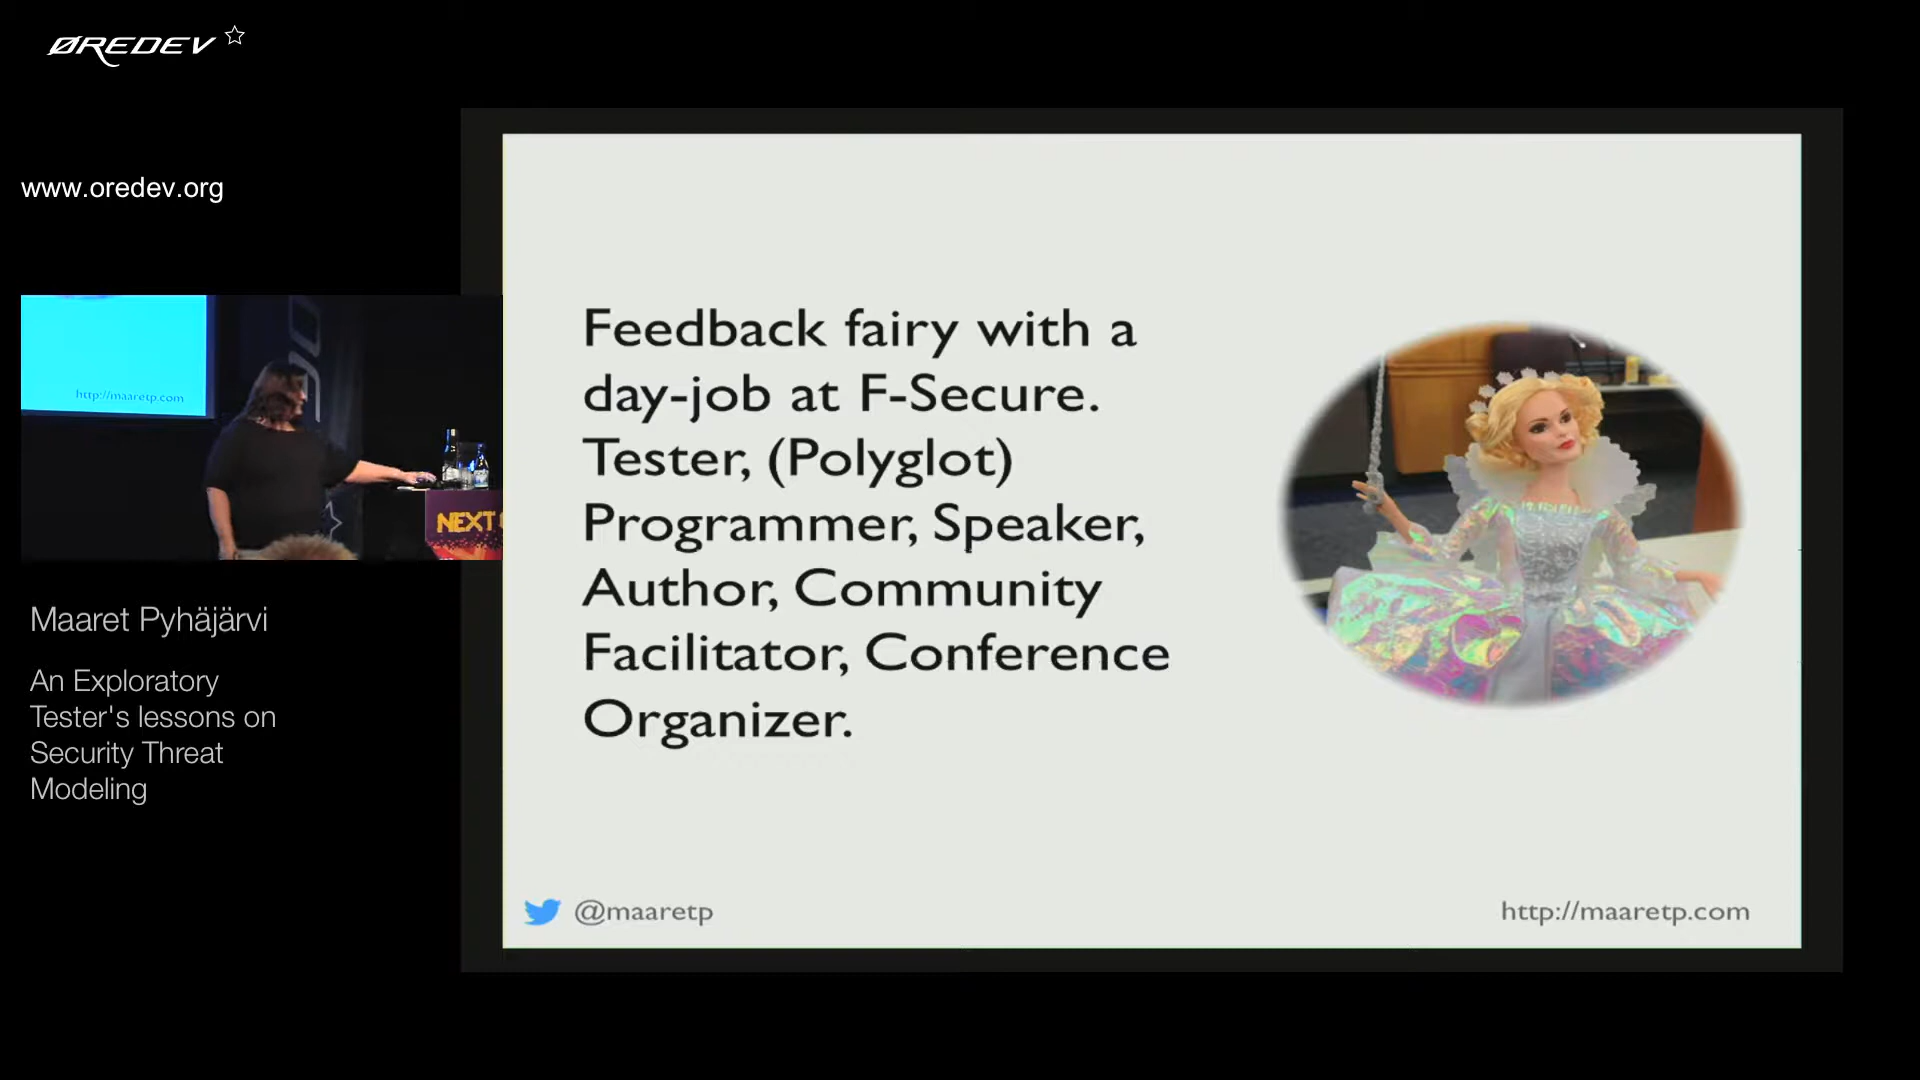 ØREDEV
www.oredev.org
http://maaretp.com
NEXT
Maaret Pyhäjärvi
An Exploratory
Tester's lessons on
Security Threat
Modeling
Feedback fairy with a
day-job at F-Secure.
Tester, (Polyglot)
Programmer, Speaker,
Author, Community
Facilitator, Conference
Organizer.
@maaretp
http://maaretp.com